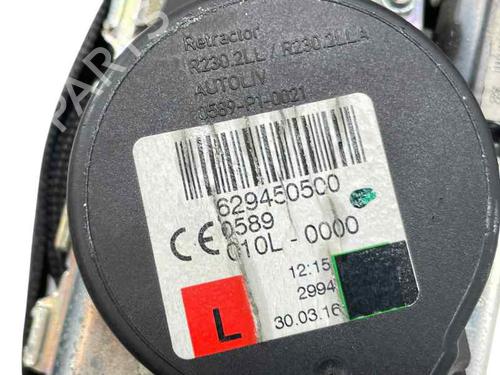 Retractor
R230.2LL / R230.2LLA
AUTOLIV
0589-P1-0021
629450500
0589
CE 010L-0000
12:15
2994
L
30.03.16